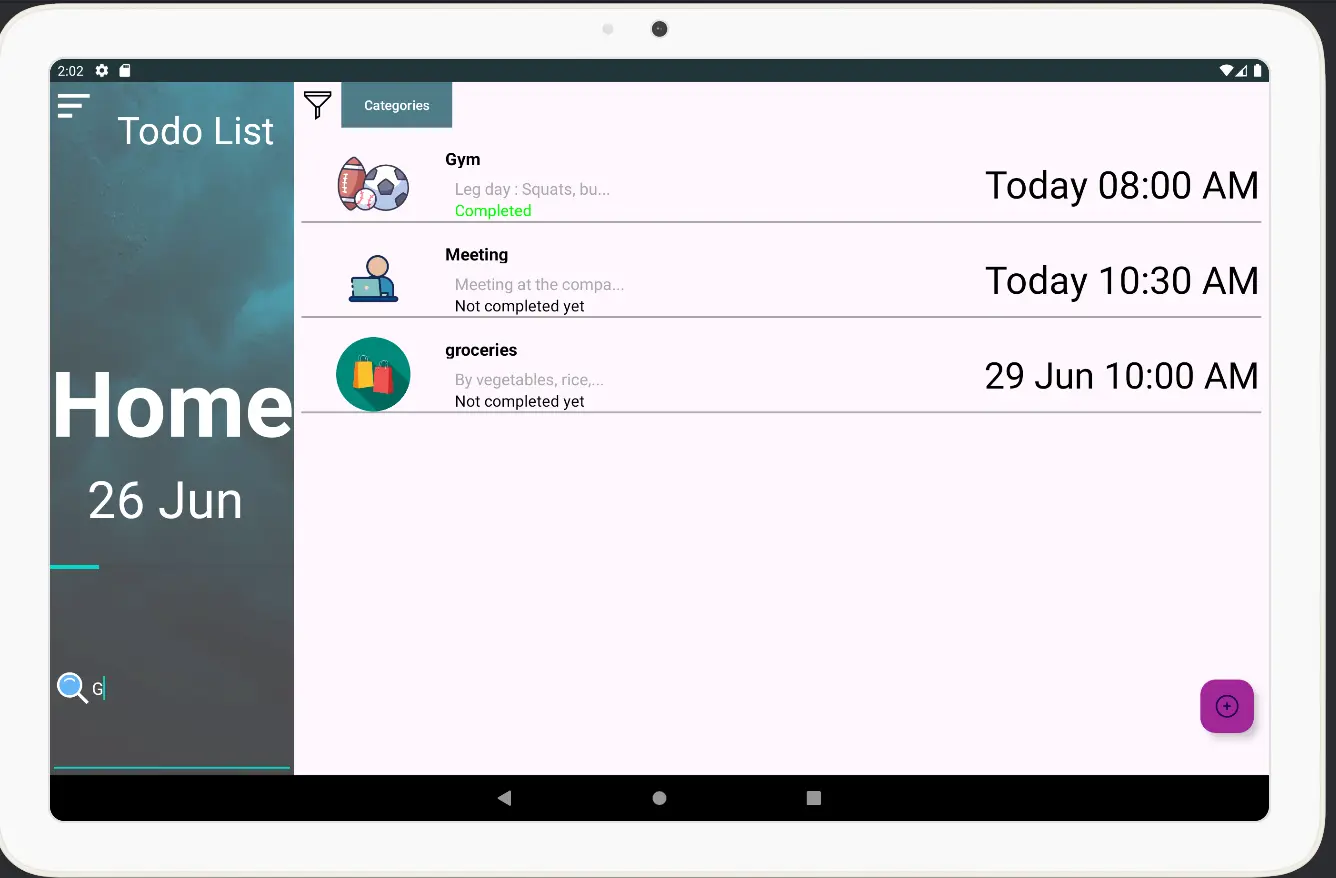 2:02
Todo List
Home
26 Jun
G
Categories
Gym
Leg day : Squats, bu...
Completed
Today 08:00 AM
Meeting
Meeting at the compa...
Not completed yet
Today 10:30 AM
groceries
By vegetables, rice,...
Not completed yet
29 Jun 10:00 AM